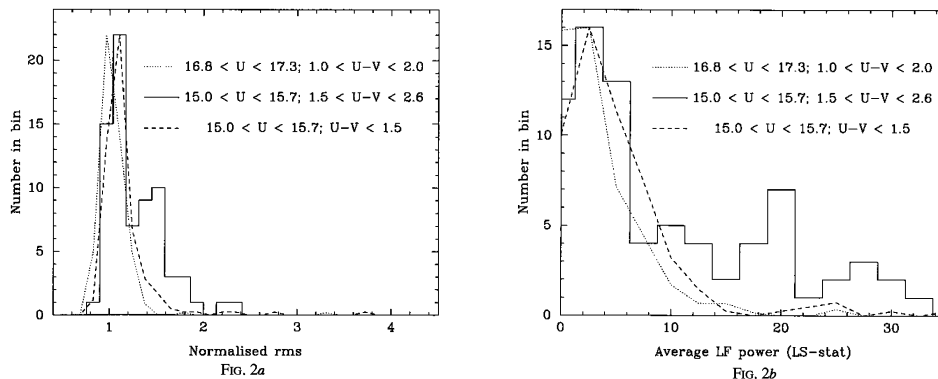 20
15
10
5
0
Number in bin
16.8 < U < 17.3; 1.0 < U−V < 2.0
15.0 < U < 15.7; 1.5 < U−V < 2.6
15.0 < U < 15.7; U−V < 1.5
1 2 3 4
Normalised rms
FIG. 2a
15
10
5
0
Number in bin
16.8 < U < 17.3; 1.0 < U−V < 2.0
15.0 < U < 15.7; 1.5 < U−V < 2.6
15.0 < U < 15.7; U−V < 1.5
0 10 20 30
Average LF power (LS−stat)
FIG. 2b